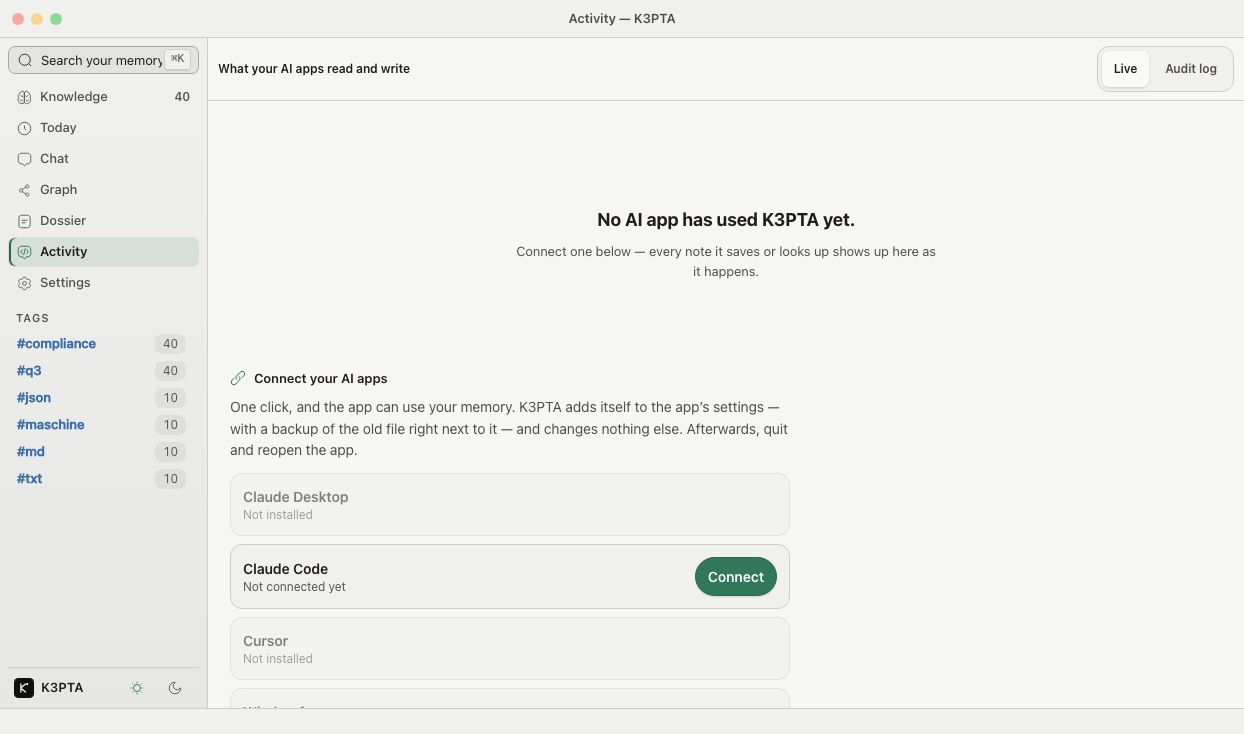 Activity — K3PTA
Search your memory
⌘K
Knowledge 40
Today
Chat
Graph
Dossier
Activity
Settings
TAGS
#compliance 40
#q3 40
#json 10
#maschine 10
#md 10
#txt 10
K3PTA
What your AI apps read and write
Live
Audit log
No AI app has used K3PTA yet.
Connect one below — every note it saves or looks up shows up here as
it happens.
Connect your AI apps
One click, and the app can use your memory. K3PTA adds itself to the app’s settings —
with a backup of the old file right next to it — and changes nothing else. Afterwards, quit
and reopen the app.
Claude Desktop
Not installed
Claude Code
Not connected yet
Connect
Cursor
Not installed